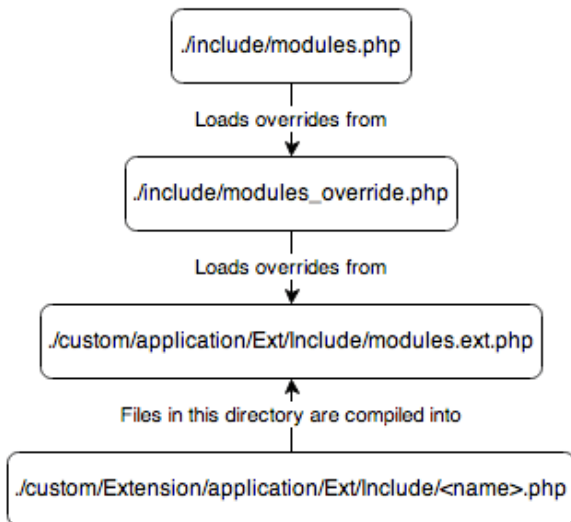 ./include/modules.php
Loads overrides from
./include/modules_override.php
Loads overrides from
./custom/application/Ext/Include/modules.ext.php
Files in this directory are compiled into
./custom/Extension/application/Ext/Include/<name>.php